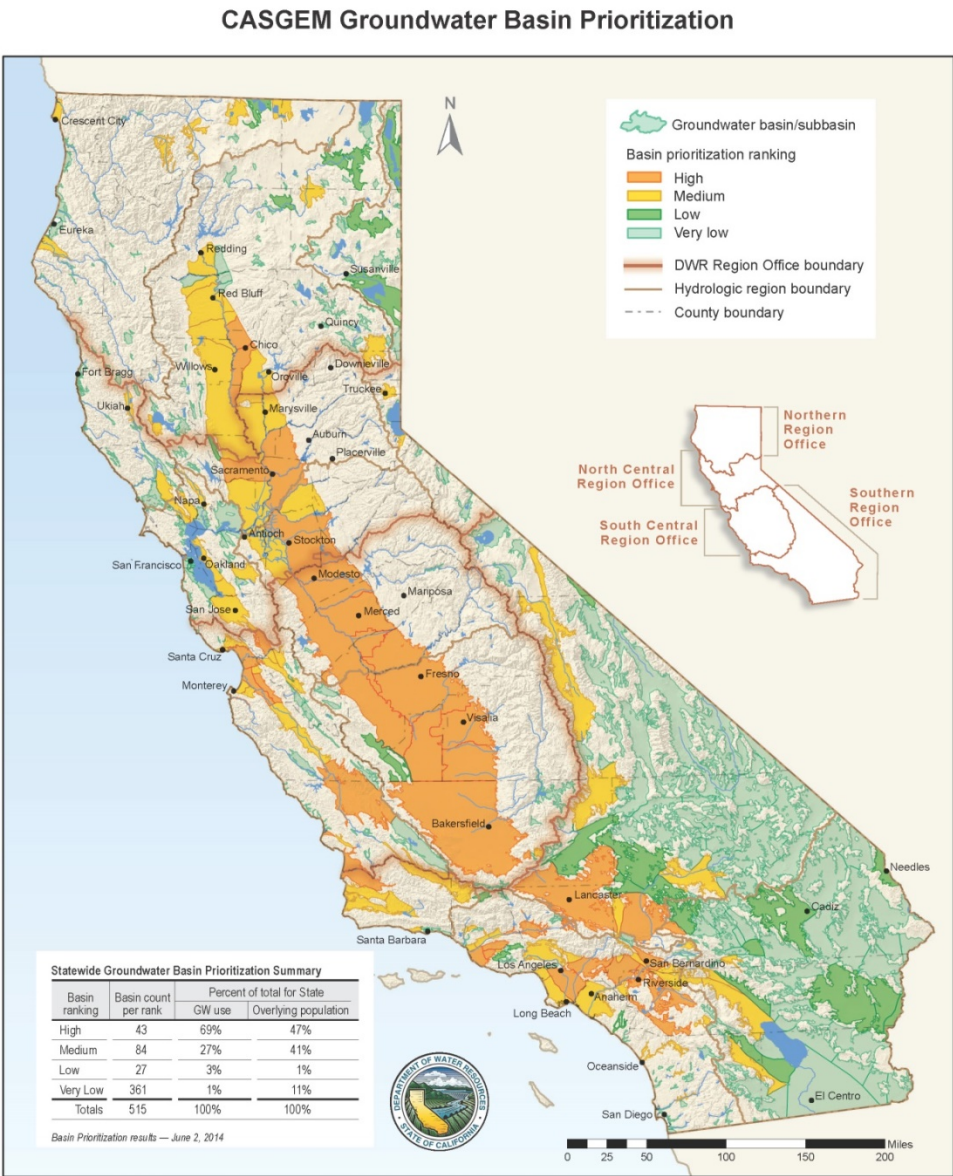 CASGEM Groundwater Basin Prioritization
N
Groundwater basin/subbasin
Basin prioritization ranking
High
Medium
Low
Very low
DWR Region Office boundary
Hydrologic region boundary
County boundary
Crescent City
Eureka
Redding
Susanville
Red Bluff
Quincy
Chico
Willows
Oroville
Downieville
Fort Bragg
Truckee
Ukiah
Marysville
Auburn
Placerville
Sacramento
Napa
Antioch
Stockton
San Francisco
Oakland
Modesto
Mariposa
San Jose
Merced
Santa Cruz
Fresno
Monterey
Visalia
Bakersfield
Needles
Lancaster
Cadiz
Santa Barbara
Los Angeles
San Bernardino
Riverside
Anaheim
Long Beach
Oceanside
El Centro
San Diego
Northern
Region
Office
North Central
Region Office
Southern
Region
Office
South Central
Region Office
Statewide Groundwater Basin Prioritization Summary
Basin ranking Basin count per rank Percent of total for State
GW use Overlying population
High 43 69% 47%
Medium 84 27% 41%
Low 27 3% 1%
Very Low 361 1% 11%
Totals 515 100% 100%
Basin Prioritization results — June 2, 2014
DEPARTMENT OF WATER RESOURCES
STATE OF CALIFORNIA
Miles
0 25 50 100 150 200